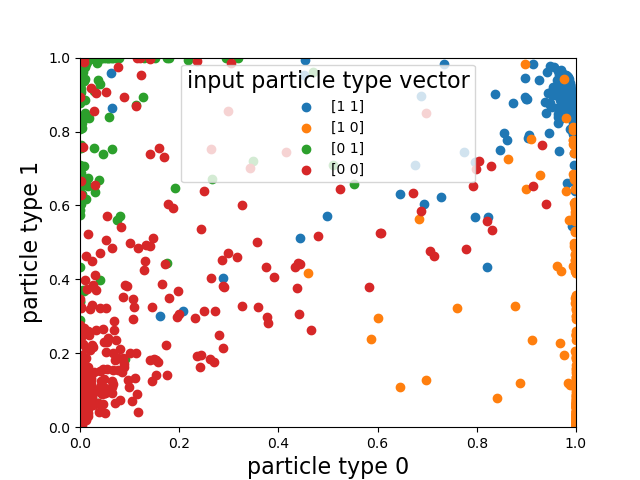 1.0
0.8
0.6
0.4
0.2
0.0
particle type 1
input particle type vector
[1 1]
[1 0]
[0 1]
[0 0]
0.0 0.2 0.4 0.6 0.8 1.0
particle type 0